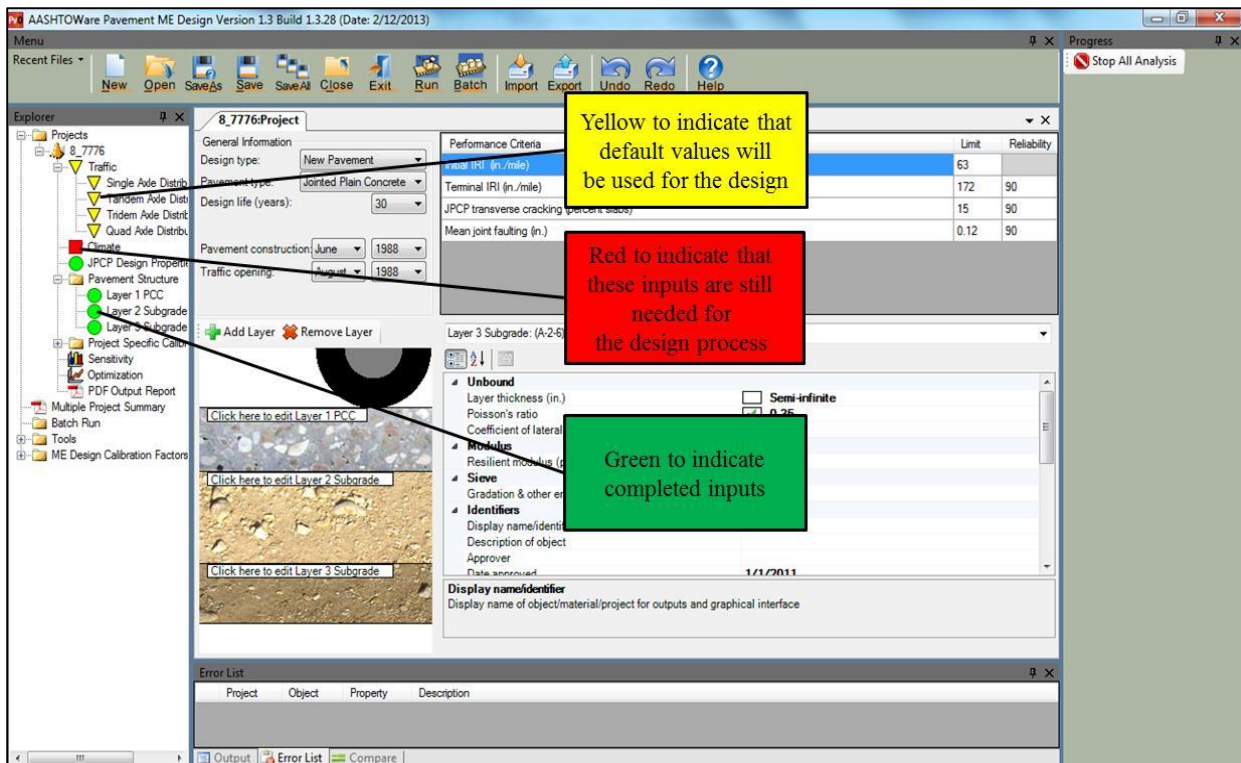 AASHTOWare Pavement ME Design Version 1.3 Build 1.3.28 (Date: 2/12/2013)
Menu
Progress
Recent Files
New Open SaveAs Save SaveAll Close Exit Run Batch Import Export Undo Redo Help
Stop All Analysis
Explorer
Projects
8_7776
Traffic
Single Axle Distrib
Tandem Axle Distr
Tridem Axle Distrib
Quad Axle Distribu
Climate
JPCP Design Propertie
Pavement Structure
Layer 1 PCC
Layer 2 Subgrade
Layer 3 Subgrade
Project Specific Calibr
Sensitivity
Optimization
PDF Output Report
Multiple Project Summary
Batch Run
Tools
ME Design Calibration Factors
8_7776:Project
General Information
Design type: New Pavement
Pavement type: Jointed Plain Concrete
Design life (years): 30
Pavement construction: June 1988
Traffic opening: August 1988
Performance Criteria Limit Reliability
Initial IRI (in./mile) 63
Terminal IRI (in./mile) 172 90
JPCP transverse cracking (percent slabs) 15 90
Mean joint faulting (in.) 0.12 90
Yellow to indicate that
default values will
be used for the design
Red to indicate that
these inputs are still
needed for
the design process
Green to indicate
completed inputs
Add Layer Remove Layer
Click here to edit Layer 1 PCC
Click here to edit Layer 2 Subgrade
Click here to edit Layer 3 Subgrade
Layer 3 Subgrade: (A-2-6)
Unbound
Layer thickness (in.) Semi-infinite
Poisson's ratio 0.35
Coefficient of lateral
Modulus
Resilient modulus (p
Sieve
Gradation & other en
Identifiers
Display name/identif
Description of object
Approver
Date approved 1/1/2011
Display name/identifier
Display name of object/material/project for outputs and graphical interface
Error List
Project Object Property Description
Output Error List Compare